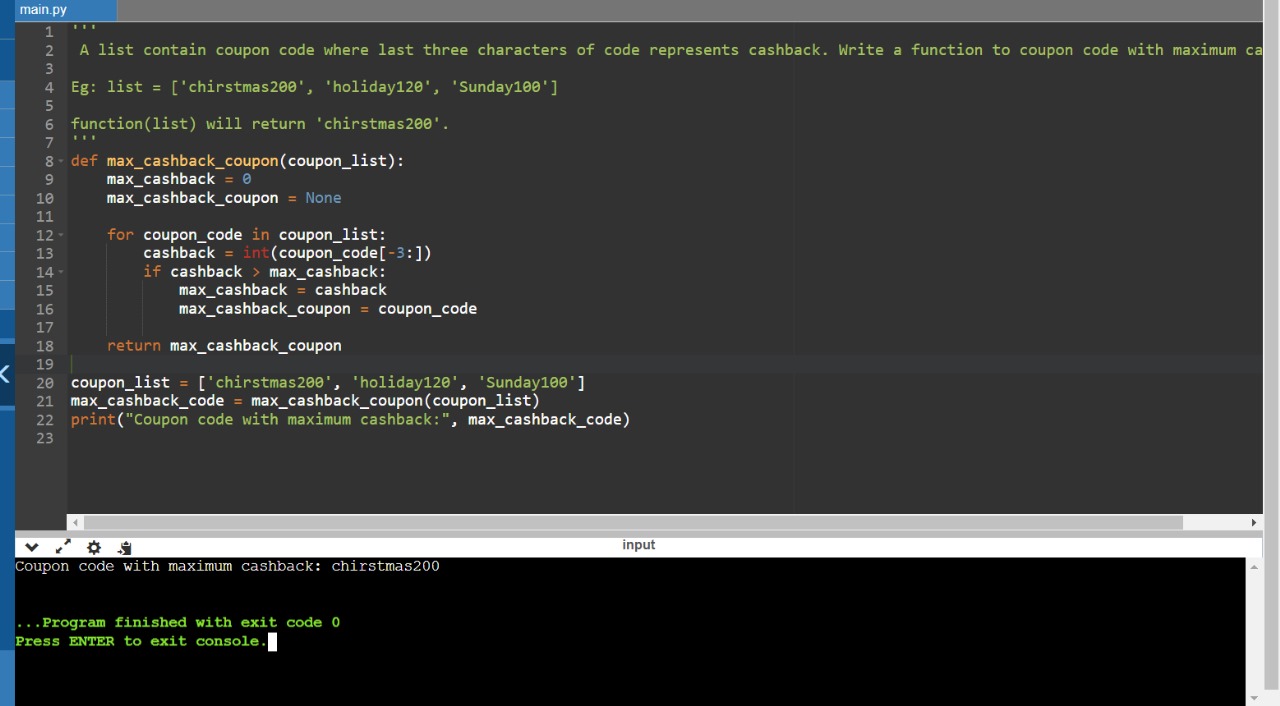 main.py
1 '''
2 A list contain coupon code where last three characters of code represents cashback. Write a function to coupon code with maximum ca
3
4 Eg: list = ['chirstmas200', 'holiday120', 'Sunday100']
5
6 function(list) will return 'chirstmas200'.
7 '''
8 def max_cashback_coupon(coupon_list):
9 max_cashback = 0
10 max_cashback_coupon = None
11
12 for coupon_code in coupon_list:
13 cashback = int(coupon_code[-3:])
14 if cashback > max_cashback:
15 max_cashback = cashback
16 max_cashback_coupon = coupon_code
17
18 return max_cashback_coupon
19
20 coupon_list = ['chirstmas200', 'holiday120', 'Sunday100']
21 max_cashback_code = max_cashback_coupon(coupon_list)
22 print("Coupon code with maximum cashback:", max_cashback_code)
23
input
Coupon code with maximum cashback: chirstmas200
...Program finished with exit code 0
Press ENTER to exit console.